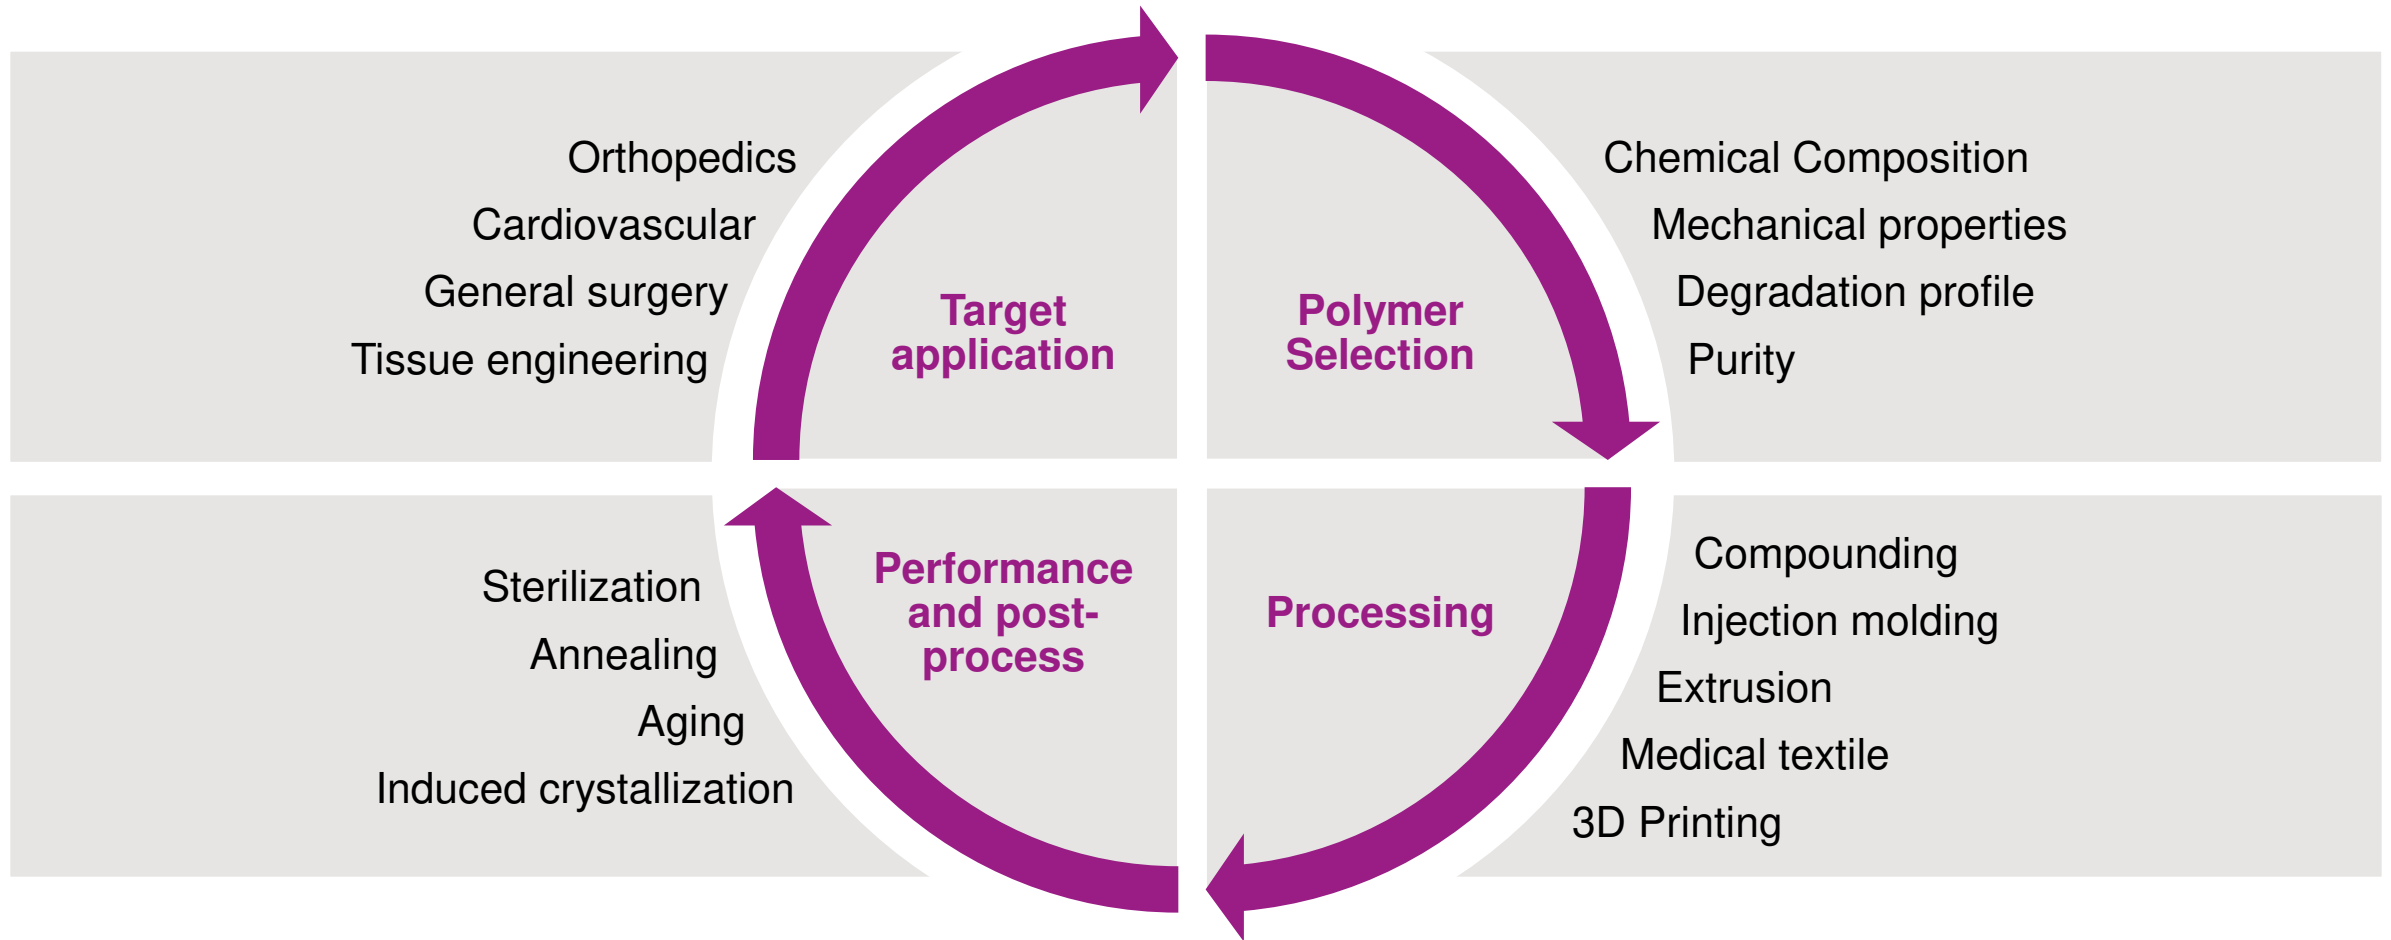 Orthopedics
Cardiovascular
General surgery
Tissue engineering
Target
application
Polymer
Selection
Chemical Composition
Mechanical properties
Degradation profile
Purity
Sterilization
Annealing
Aging
Induced crystallization
Performance
and post-
process
Processing
Compounding
Injection molding
Extrusion
Medical textile
3D Printing